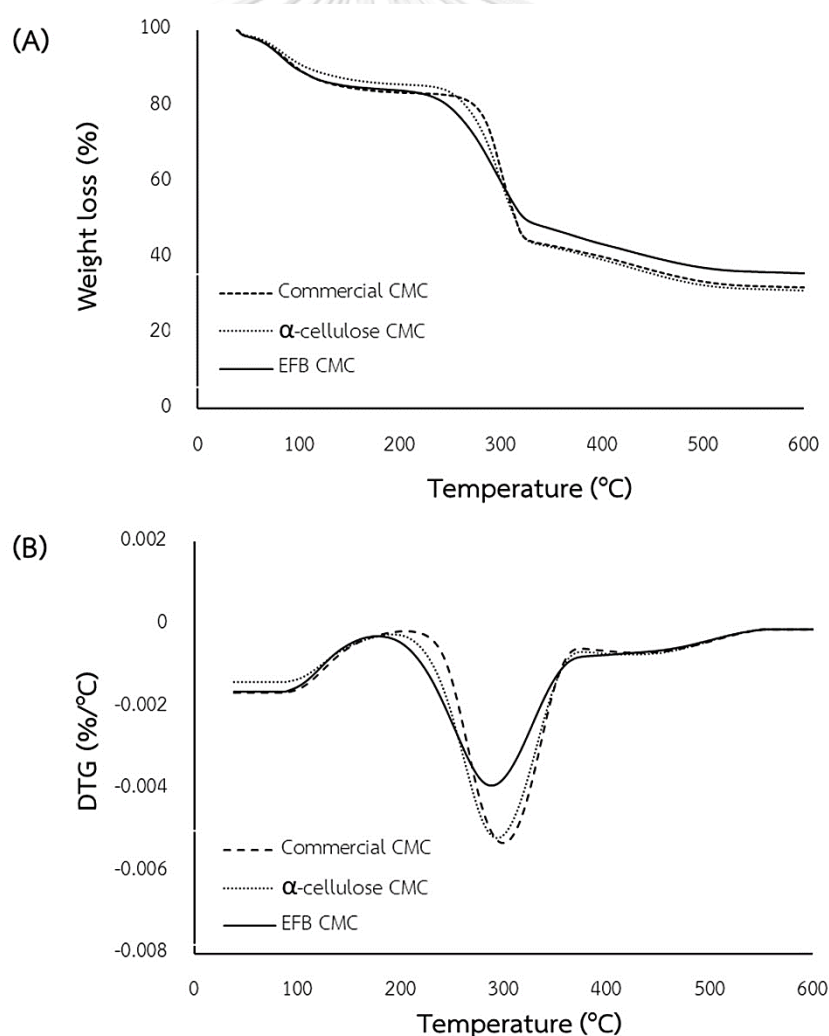 (A)
100
80
60
40
20
0
Weight loss (%)
Commercial CMC
α-cellulose CMC
EFB CMC
0 100 200 300 400 500 600
Temperature (°C)
(B)
0.002
0
-0.002
-0.004
-0.006
-0.008
DTG (%/°C)
Commercial CMC
α-cellulose CMC
EFB CMC
0 100 200 300 400 500 600
Temperature (°C)